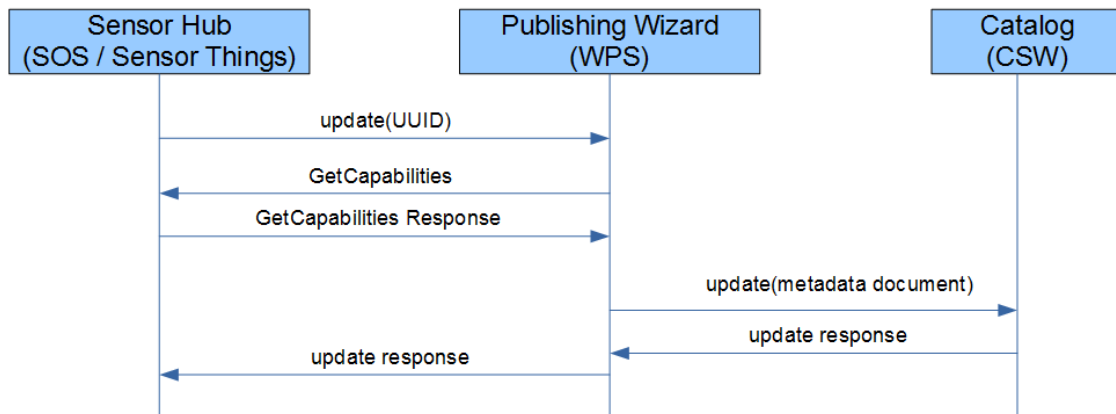 Sensor Hub
(SOS / Sensor Things)
Publishing Wizard
(WPS)
Catalog
(CSW)
update(UUID)
GetCapabilities
GetCapabilities Response
update(metadata document)
update response
update response